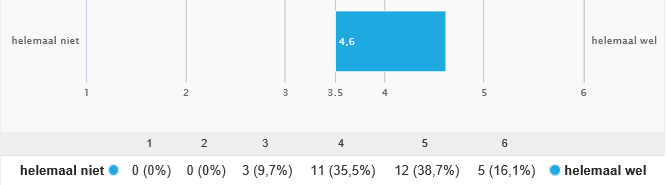 4,6
helemaal niet helemaal wel
1 2 3 3.5 4 5 6
1 2 3 4 5 6
helemaal niet 0 (0%) 0 (0%) 3 (9,7%) 11 (35,5%) 12 (38,7%) 5 (16,1%) helemaal wel